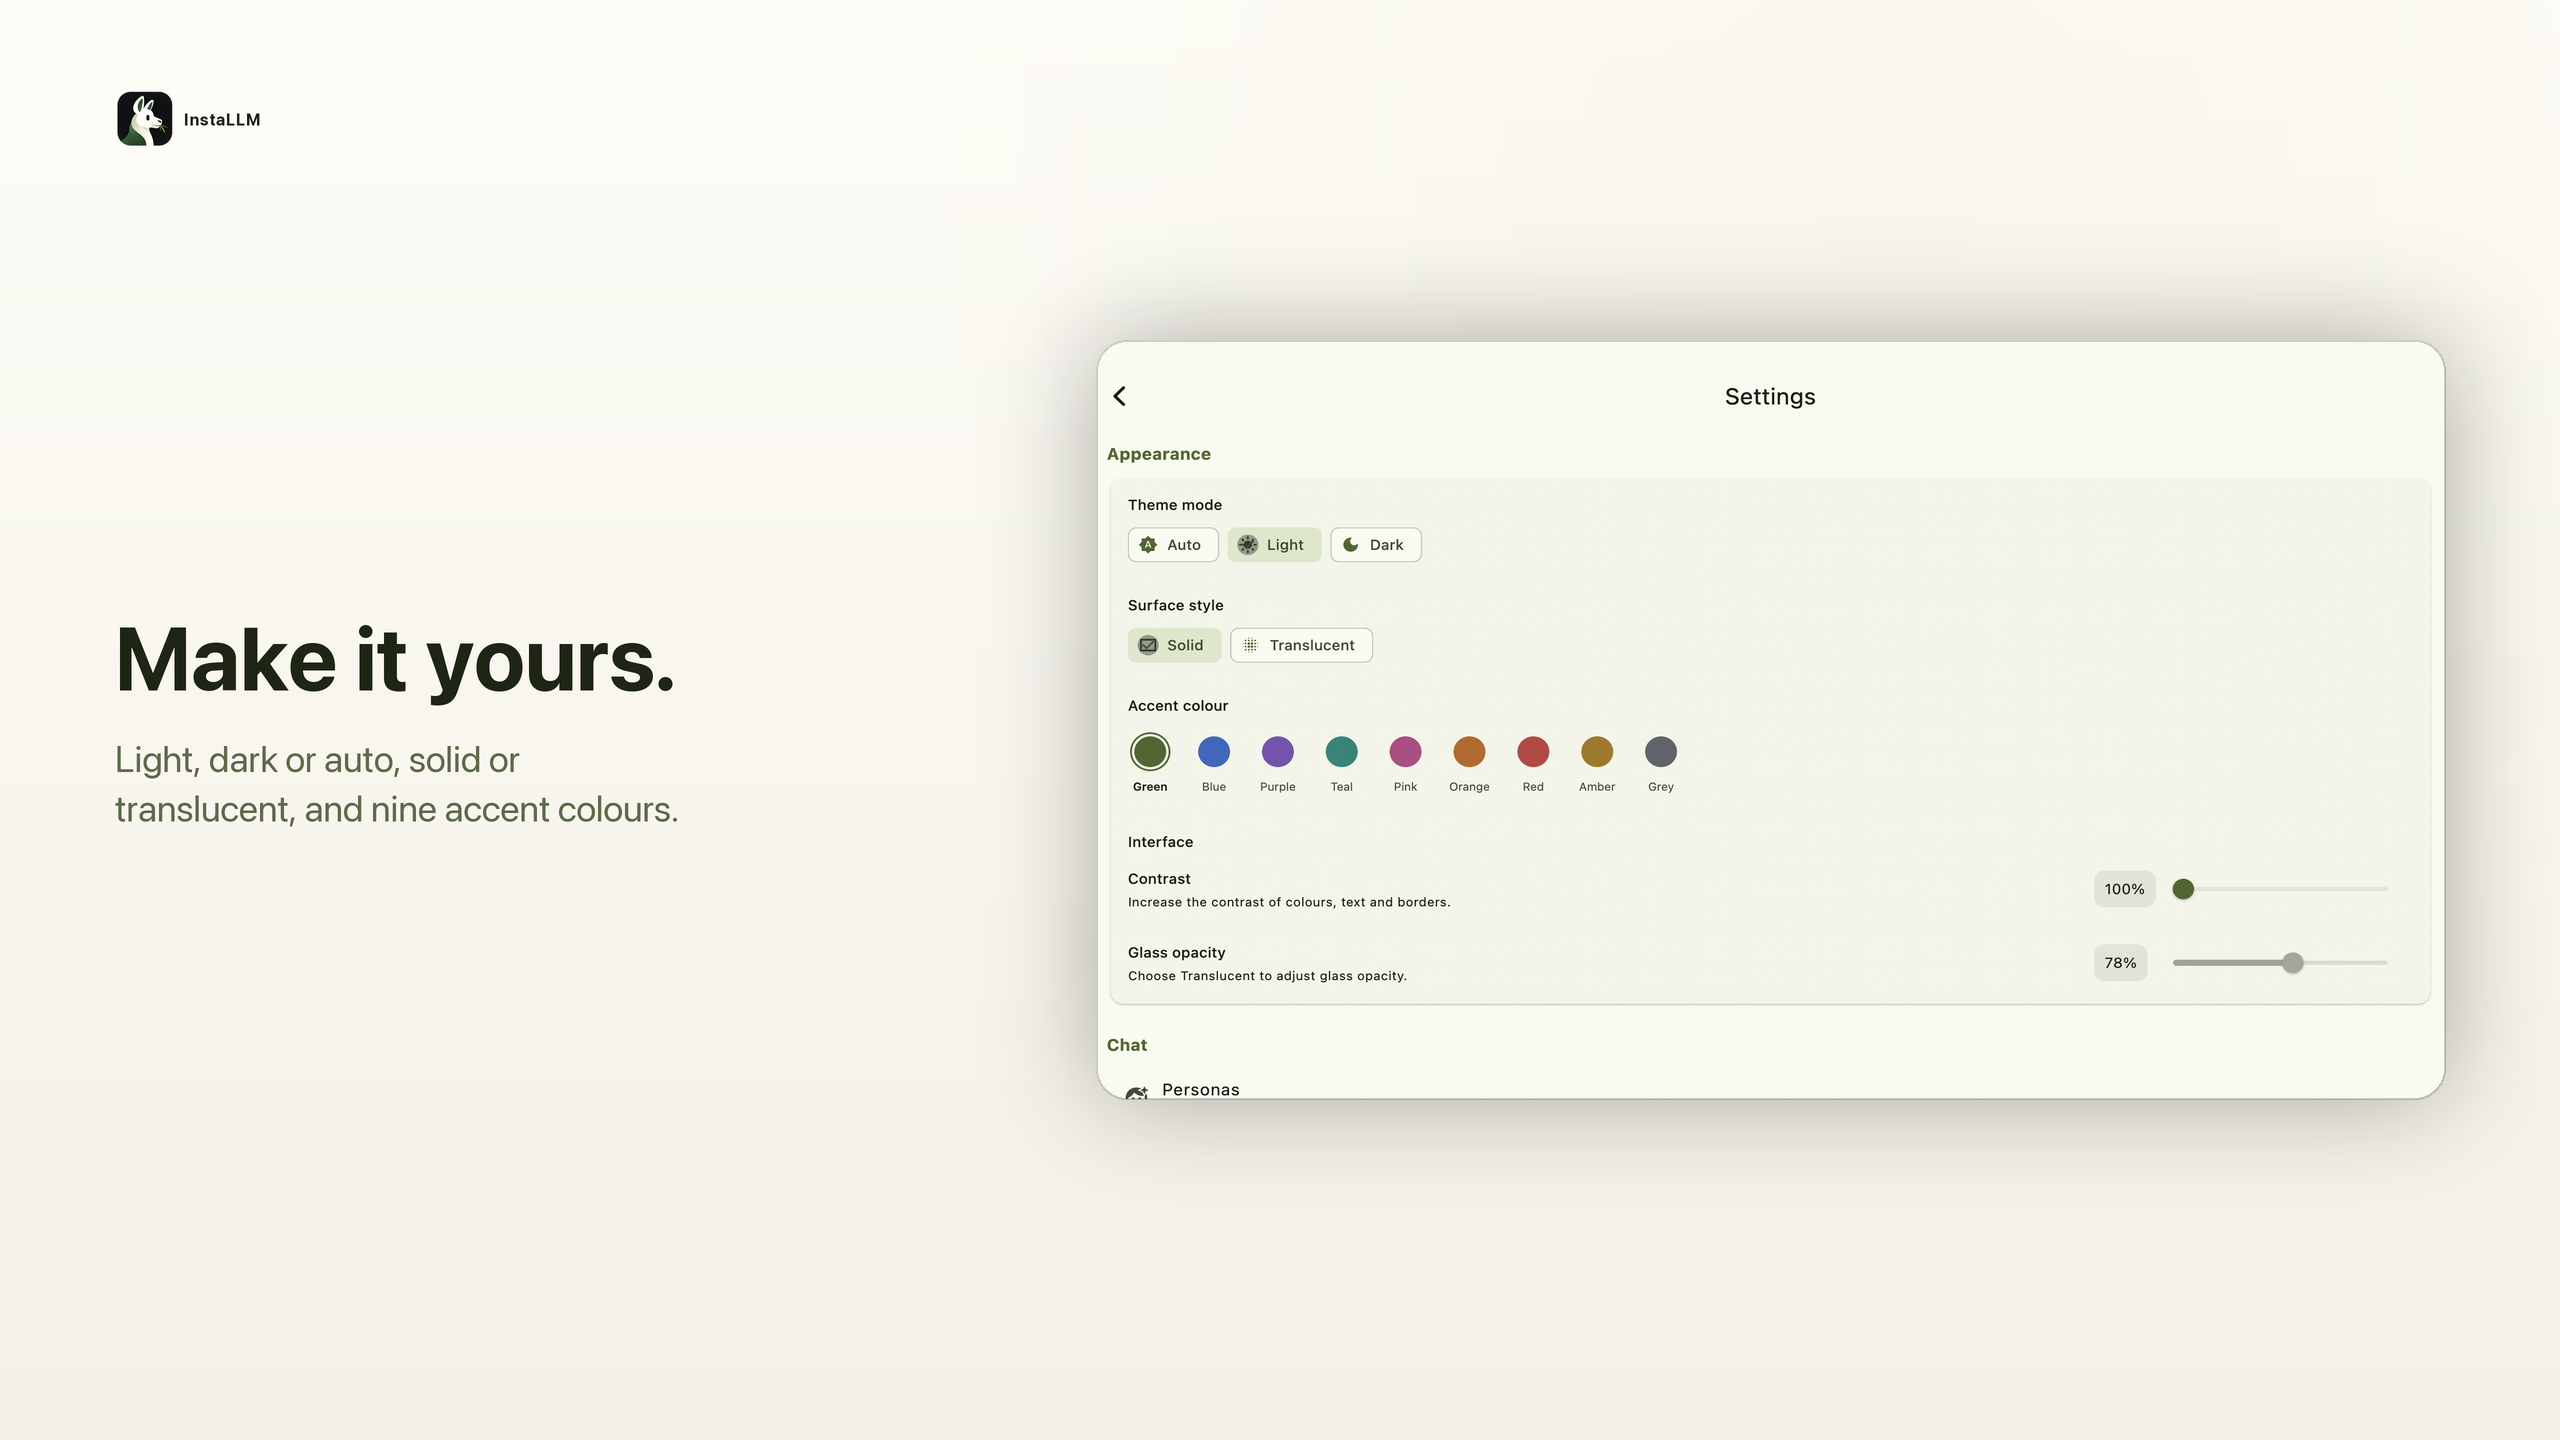 InstaLLM
Make it yours.
Light, dark or auto, solid or
translucent, and nine accent colours.
Settings
Appearance
Theme mode
Auto
Light
Dark
Surface style
Solid
Translucent
Accent colour
Green
Blue
Purple
Teal
Pink
Orange
Red
Amber
Grey
Interface
Contrast
Increase the contrast of colours, text and borders.
100%
Glass opacity
Choose Translucent to adjust glass opacity.
78%
Chat
Personas